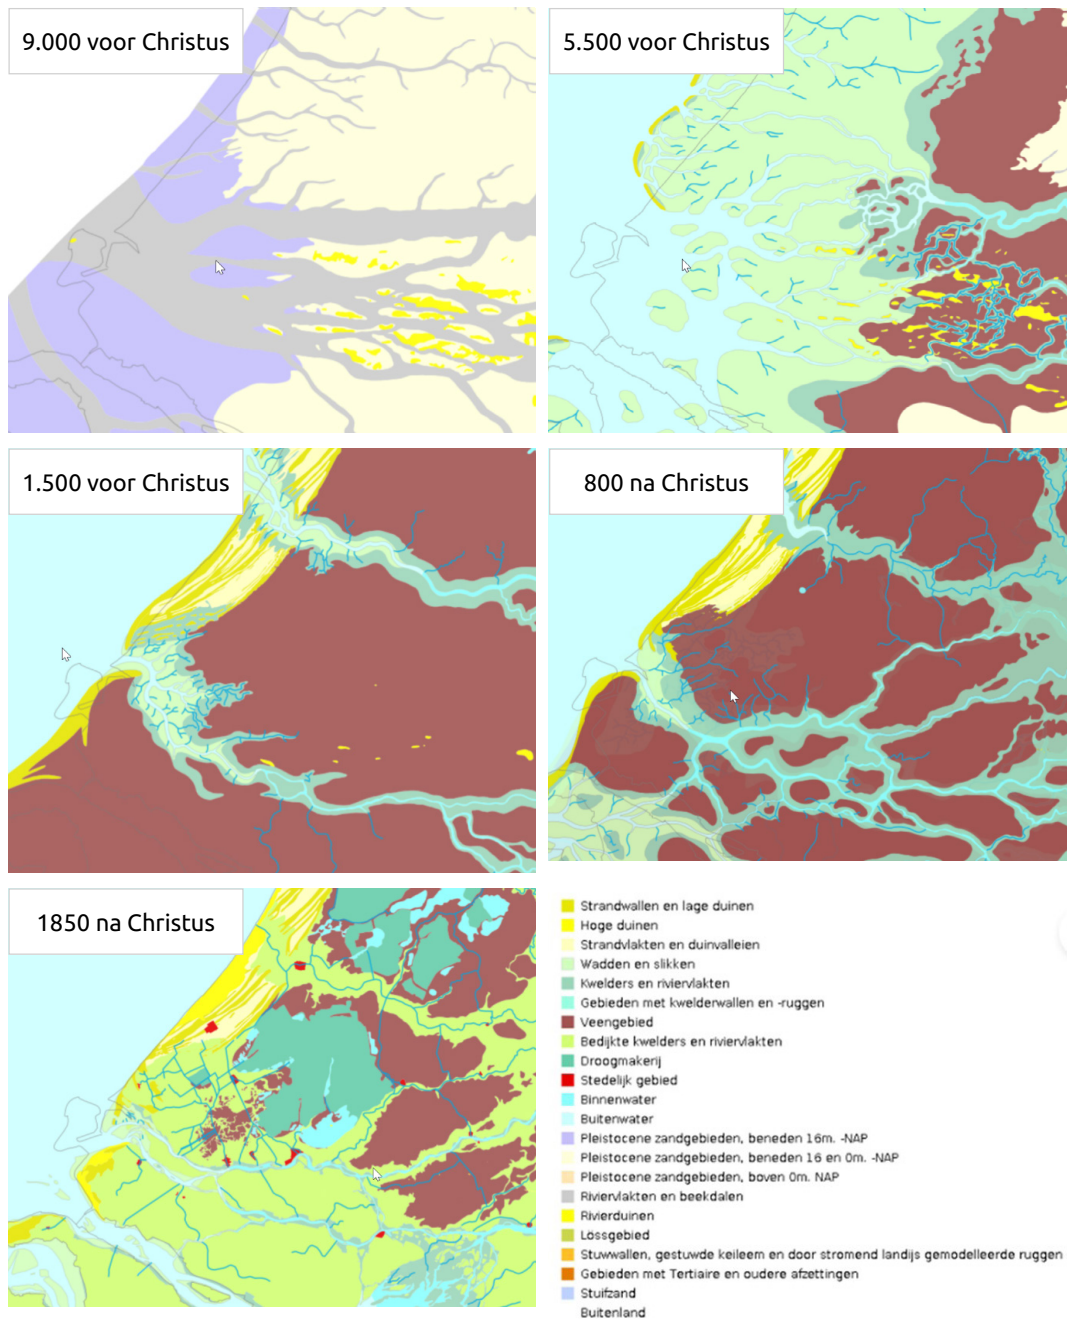 9.000 voor Christus
5.500 voor Christus
1.500 voor Christus
800 na Christus
1850 na Christus
Strandwallen en lage duinen
Hoge duinen
Strandvlakten en duinvalleien
Wadden en slikken
Kwelders en riviervlakten
Gebieden met kwelderwallen en -ruggen
Veengebied
Bedijkte kwelders en riviervlakten
Droogmakerij
Stedelijk gebied
Binnenwater
Buitenwater
Pleistocene zandgebieden, beneden 16m. -NAP
Pleistocene zandgebieden, beneden 16 en 0m. -NAP
Pleistocene zandgebieden, boven 0m. NAP
Riviervlakten en beekdalen
Rivierduinen
Lössgebied
Stuwwallen, gestuwde keileem en door stromend landijs gemodelleerde ruggen
Gebieden met Tertiaire en oudere afzettingen
Stuifzand
Buitenland